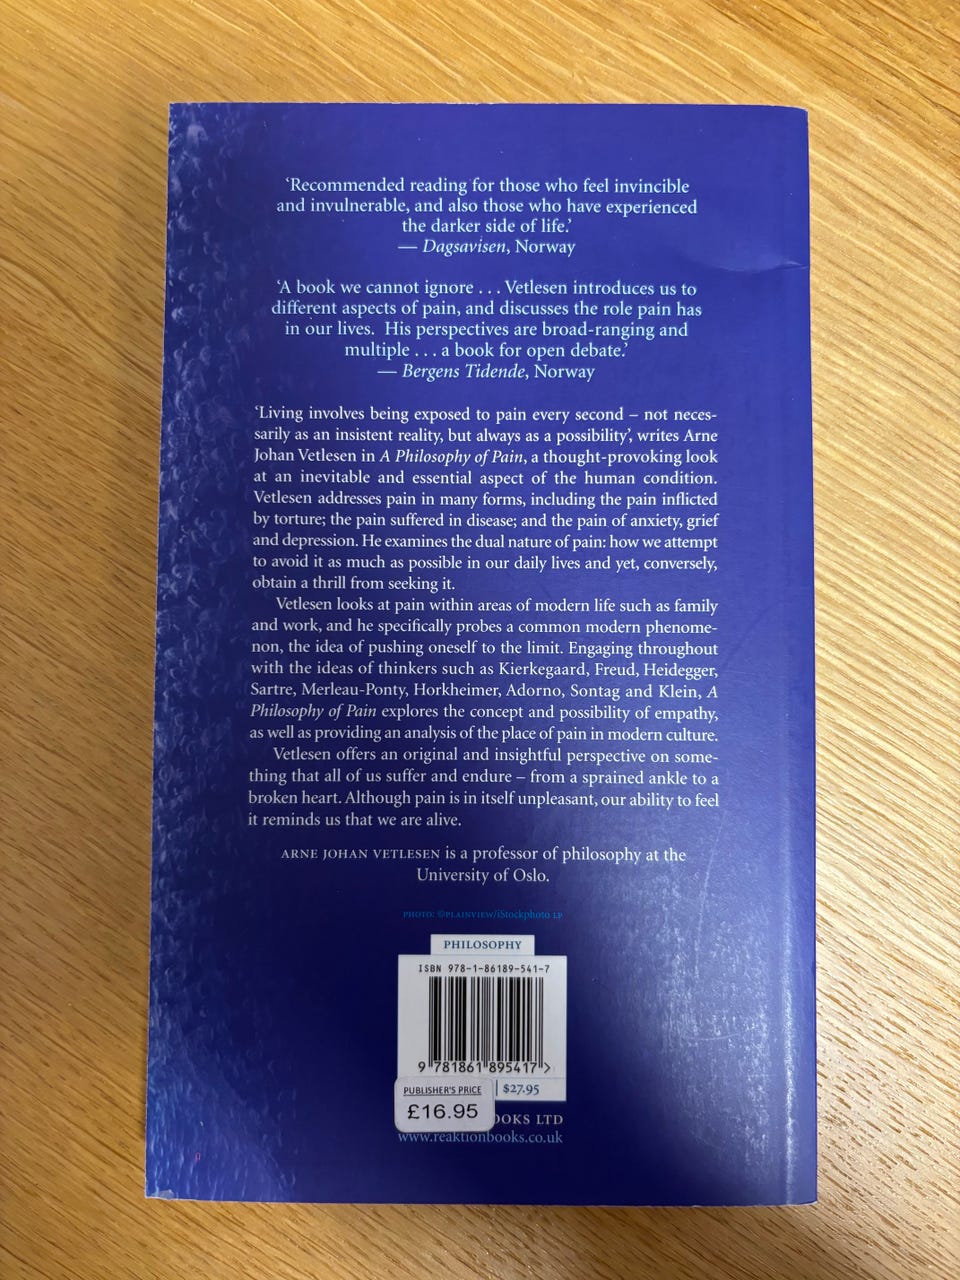 ‘Recommended reading for those who feel invincible
and invulnerable, and also those who have experienced
the darker side of life.’
— Dagsavisen, Norway
‘A book we cannot ignore . . . Vetlesen introduces us to
different aspects of pain, and discusses the role pain has
in our lives. His perspectives are broad-ranging and
multiple . . . a book for open debate.’
— Bergens Tidende, Norway
‘Living involves being exposed to pain every second – not neces-
sarily as an insistent reality, but always as a possibility’, writes Arne
Johan Vetlesen in A Philosophy of Pain, a thought-provoking look
at an inevitable and essential aspect of the human condition.
Vetlesen addresses pain in many forms, including the pain inflicted
by torture; the pain suffered in disease; and the pain of anxiety, grief
and depression. He examines the dual nature of pain: how we attempt
to avoid it as much as possible in our daily lives and yet, conversely,
obtain a thrill from seeking it.
Vetlesen looks at pain within areas of modern life such as family
and work, and he specifically probes a common modern phenome-
non, the idea of pushing oneself to the limit. Engaging throughout
with the ideas of thinkers such as Kierkegaard, Freud, Heidegger,
Sartre, Merleau-Ponty, Horkheimer, Adorno, Sontag and Klein, A
Philosophy of Pain explores the concept and possibility of empathy,
as well as providing an analysis of the place of pain in modern culture.
Vetlesen offers an original and insightful perspective on some-
thing that all of us suffer and endure – from a sprained ankle to a
broken heart. Although pain is in itself unpleasant, our ability to feel
it reminds us that we are alive.
ARNE JOHAN VETLESEN is a professor of philosophy at the
University of Oslo.
PHOTO: ©PLAINVIEW/iStockphoto LP
PHILOSOPHY
ISBN 978-1-86189-541-7
9 781861 895417 >
PUBLISHER'S PRICE
£16.95
| $27.95
OOKS LTD
www.reaktionbooks.co.uk